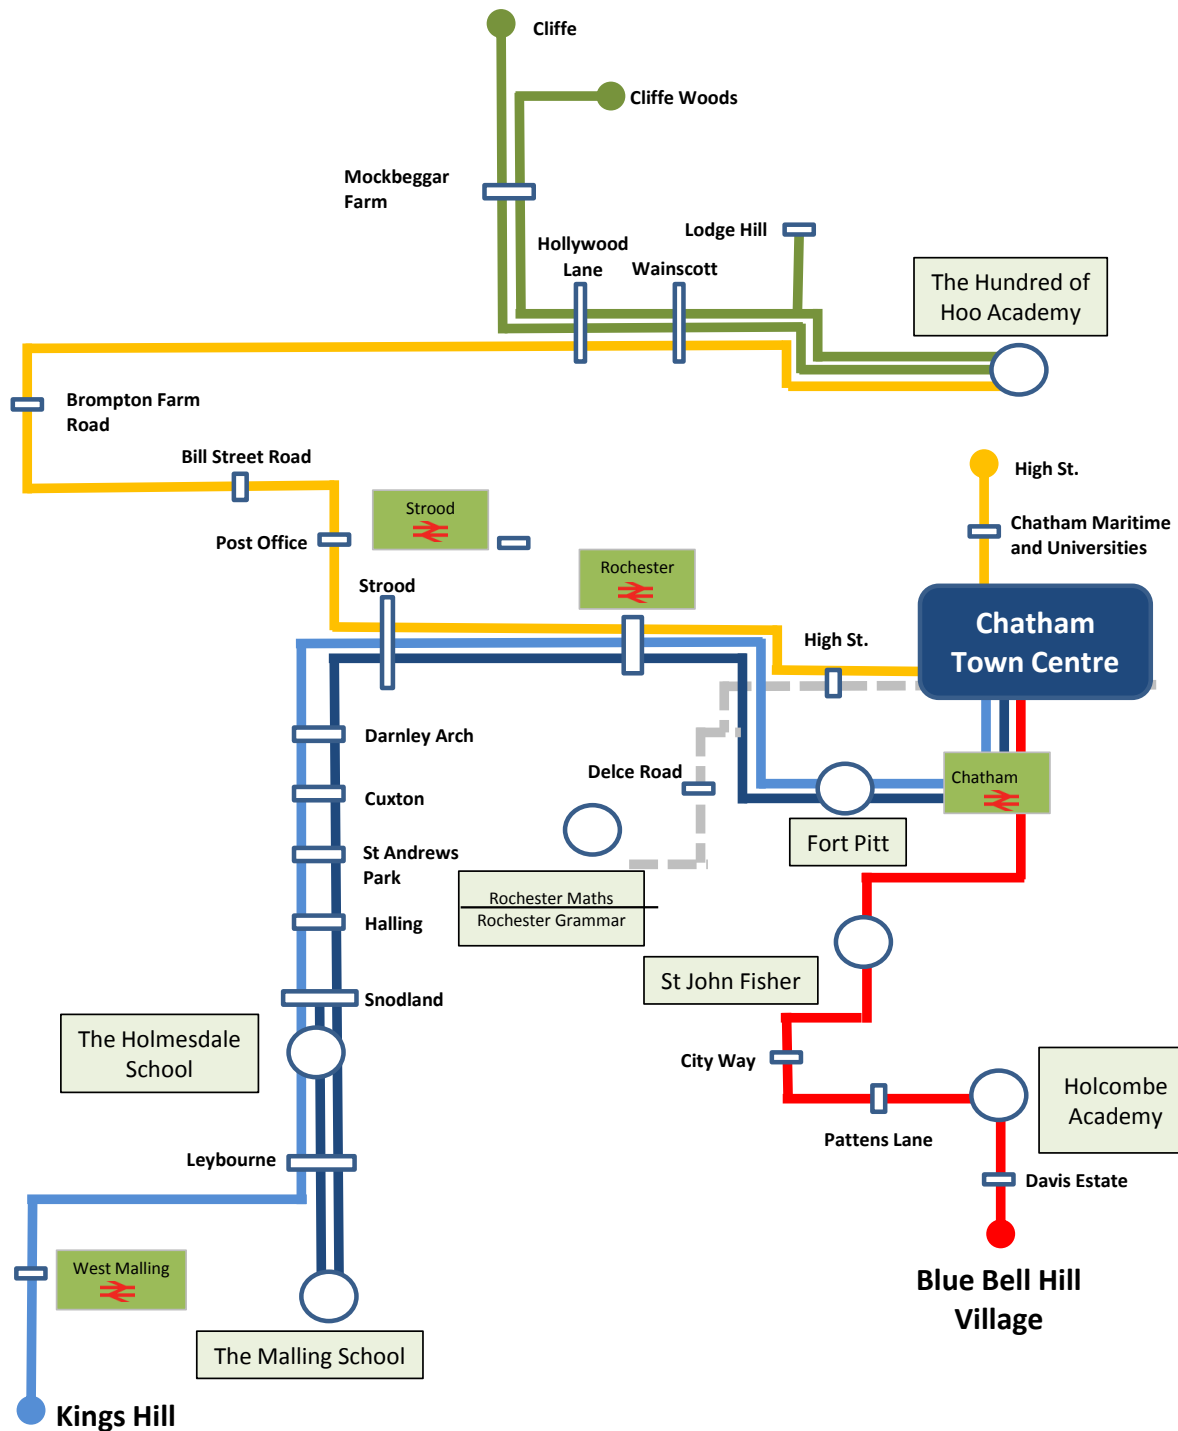 Cliffe
Cliffe Woods
Mockbeggar
Farm
Lodge Hill
Hollywood
Lane
Wainscott
The Hundred of
Hoo Academy
Brompton Farm
Road
Bill Street Road
High St.
Strood
Chatham Maritime
and Universities
Post Office
Rochester
Strood
Chatham
Town Centre
High St.
Darnley Arch
Delce Road
Chatham
Cuxton
Fort Pitt
St Andrews
Park
Rochester Maths
Rochester Grammar
Halling
St John Fisher
Snodland
The Holmesdale
School
City Way
Holcombe
Academy
Pattens Lane
Leybourne
Davis Estate
West Malling
Blue Bell Hill
Village
The Malling School
Kings Hill